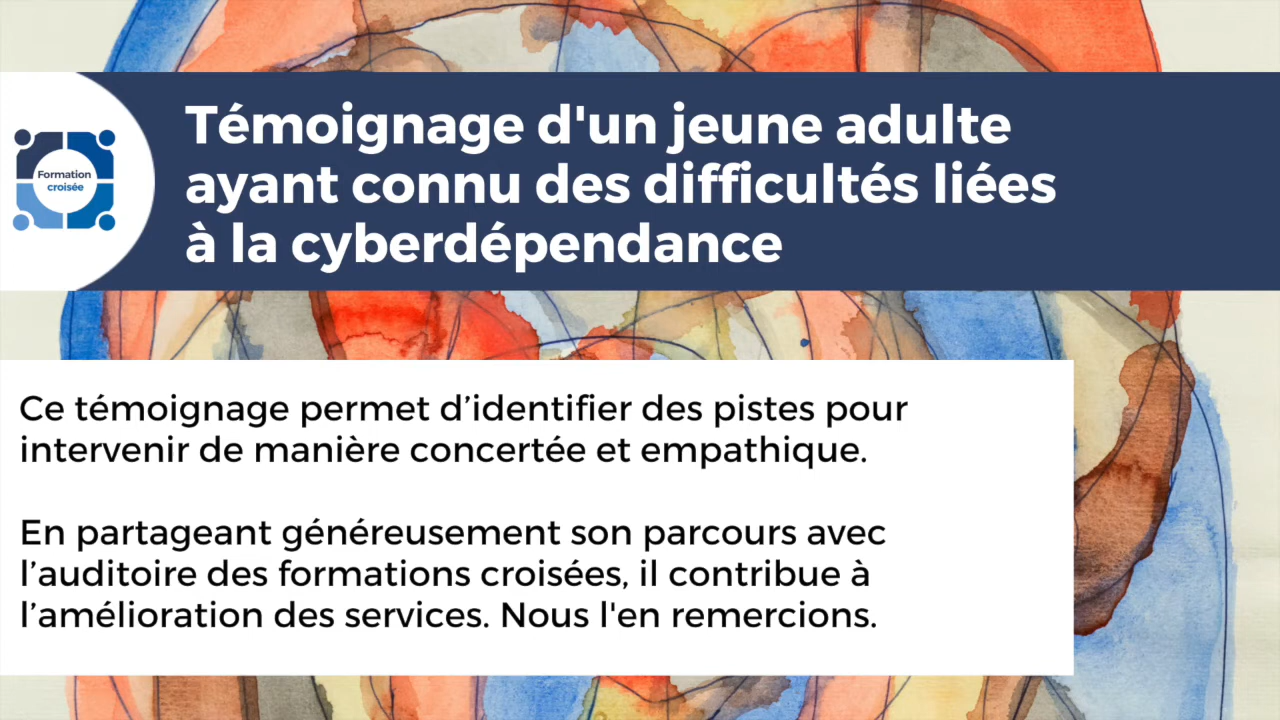 Formation
croisée
Témoignage d'un jeune adulte
ayant connu des difficultés liées
à la cyberdépendance
Ce témoignage permet d’identifier des pistes pour
intervenir de manière concertée et empathique.
En partageant généreusement son parcours avec
l’auditoire des formations croisées, il contribue à
l’amélioration des services. Nous l'en remercions.